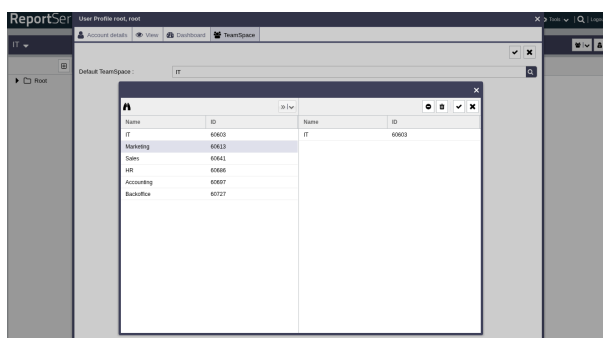 ReportSer
User Profile root, root
Tools
Account details View Dashboard TeamSpace
IT
Default TeamSpace : IT
Root
Name ID Name ID
IT 60603 IT 60603
Marketing 60613
Sales 60641
HR 60686
Accounting 60697
Backoffice 60727